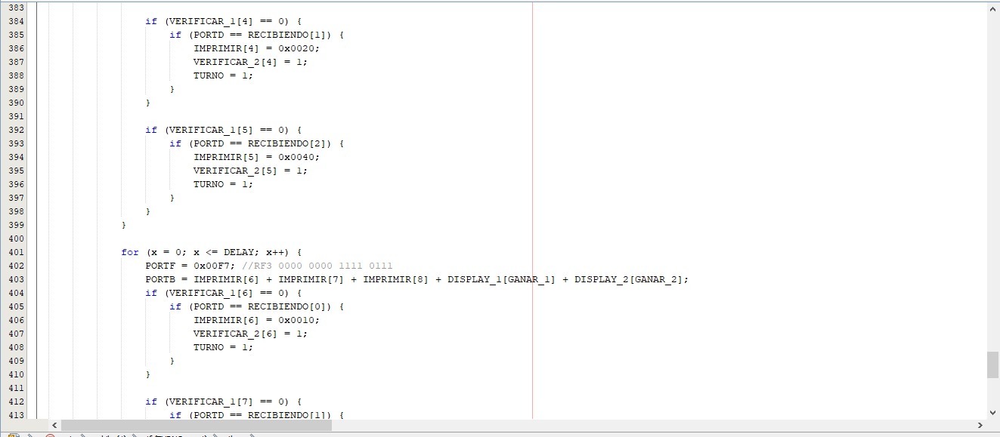 383
384 if (VERIFICAR_1[4] == 0) {
385 if (PORTD == RECIBIENDO[1]) {
386 IMPRIMIR[4] = 0x0020;
387 VERIFICAR_2[4] = 1;
388 TURNO = 1;
389 }
390 }
391
392 if (VERIFICAR_1[5] == 0) {
393 if (PORTD == RECIBIENDO[2]) {
394 IMPRIMIR[5] = 0x0040;
395 VERIFICAR_2[5] = 1;
396 TURNO = 1;
397 }
398 }
399 }
400
401 for (x = 0; x <= DELAY; x++) {
402 PORTF = 0x00F7; //RF3 0000 0000 1111 0111
403 PORTB = IMPRIMIR[6] + IMPRIMIR[7] + IMPRIMIR[8] + DISPLAY_1[GANAR_1] + DISPLAY_2[GANAR_2];
404 if (VERIFICAR_1[6] == 0) {
405 if (PORTD == RECIBIENDO[0]) {
406 IMPRIMIR[6] = 0x0010;
407 VERIFICAR_2[6] = 1;
408 TURNO = 1;
409 }
410 }
411
412 if (VERIFICAR_1[7] == 0) {
413 if (PORTD == RECIBIENDO[1]) {